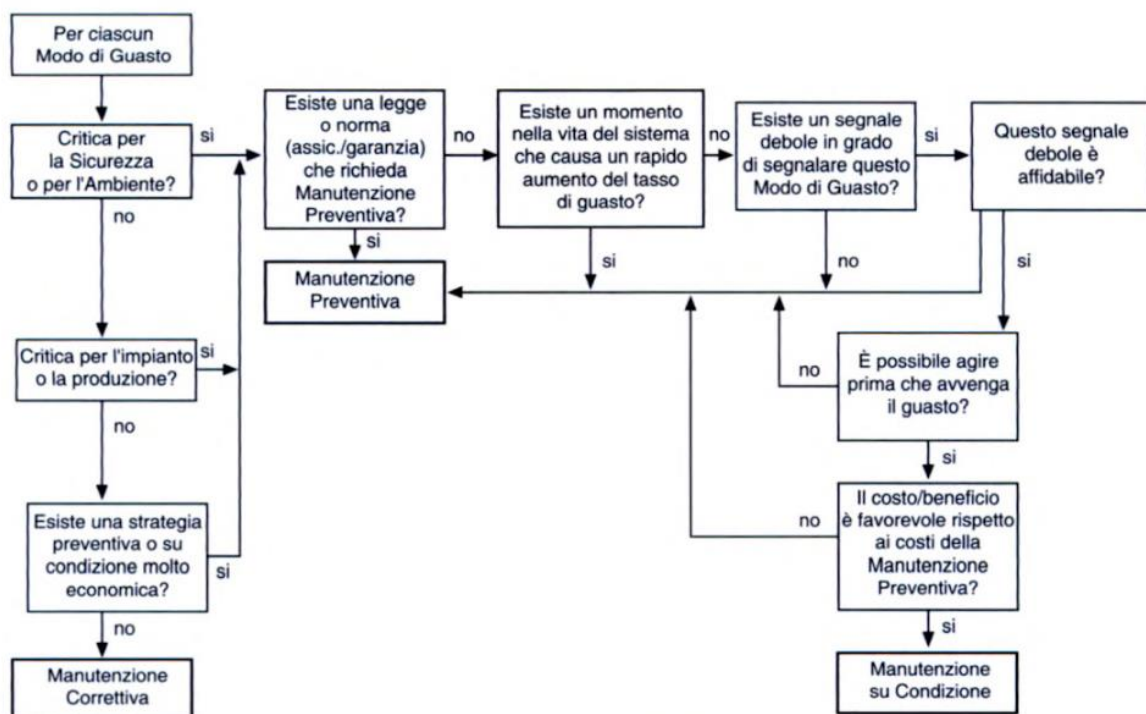 Per ciascun
Modo di Guasto
Critica per
la Sicurezza
o per l'Ambiente?
si
no
Esiste una legge
o norma
(assic./garanzia)
che richieda
Manutenzione
Preventiva?
no
si
Manutenzione
Preventiva
Esiste un momento
nella vita del sistema
che causa un rapido
aumento del tasso
di guasto?
no
si
Esiste un segnale
debole in grado
di segnalare questo
Modo di Guasto?
si
no
Questo segnale
debole è
affidabile?
si
Critica per l'impianto
o la produzione?
si
no
È possibile agire
prima che avvenga
il guasto?
no
si
Esiste una strategia
preventiva o su
condizione molto
economica?
si
no
Il costo/beneficio
è favorevole rispetto
ai costi della
Manutenzione
Preventiva?
no
si
Manutenzione
Correttiva
Manutenzione
su Condizione